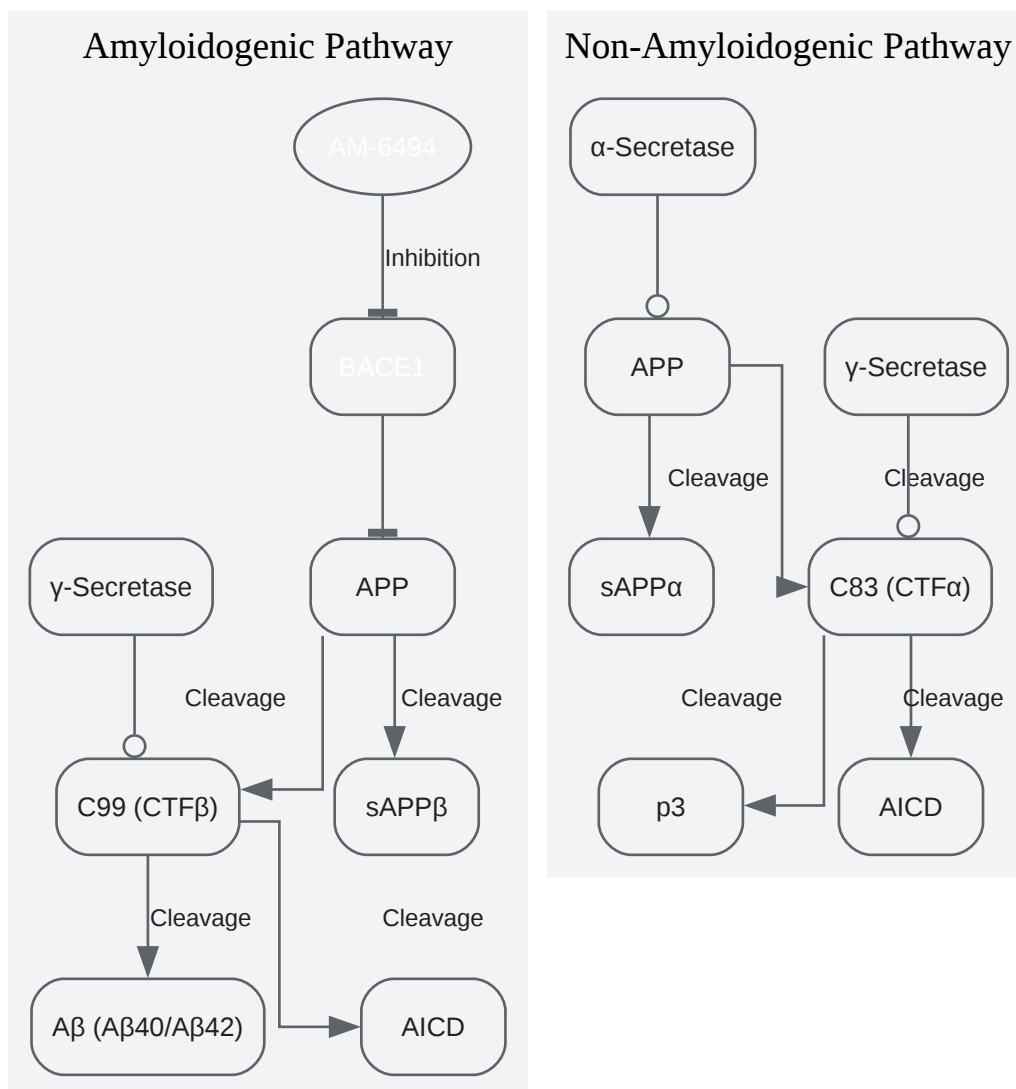 Amyloidogenic Pathway
AM-6494
Inhibition
BACE1
γ-Secretase
APP
Cleavage
Cleavage
C99 (CTFβ)
sAPPβ
Cleavage
Cleavage
Aβ (Aβ40/Aβ42)
AICD
Non-Amyloidogenic Pathway
α-Secretase
APP
γ-Secretase
Cleavage
Cleavage
sAPPα
C83 (CTFα)
Cleavage
Cleavage
p3
AICD